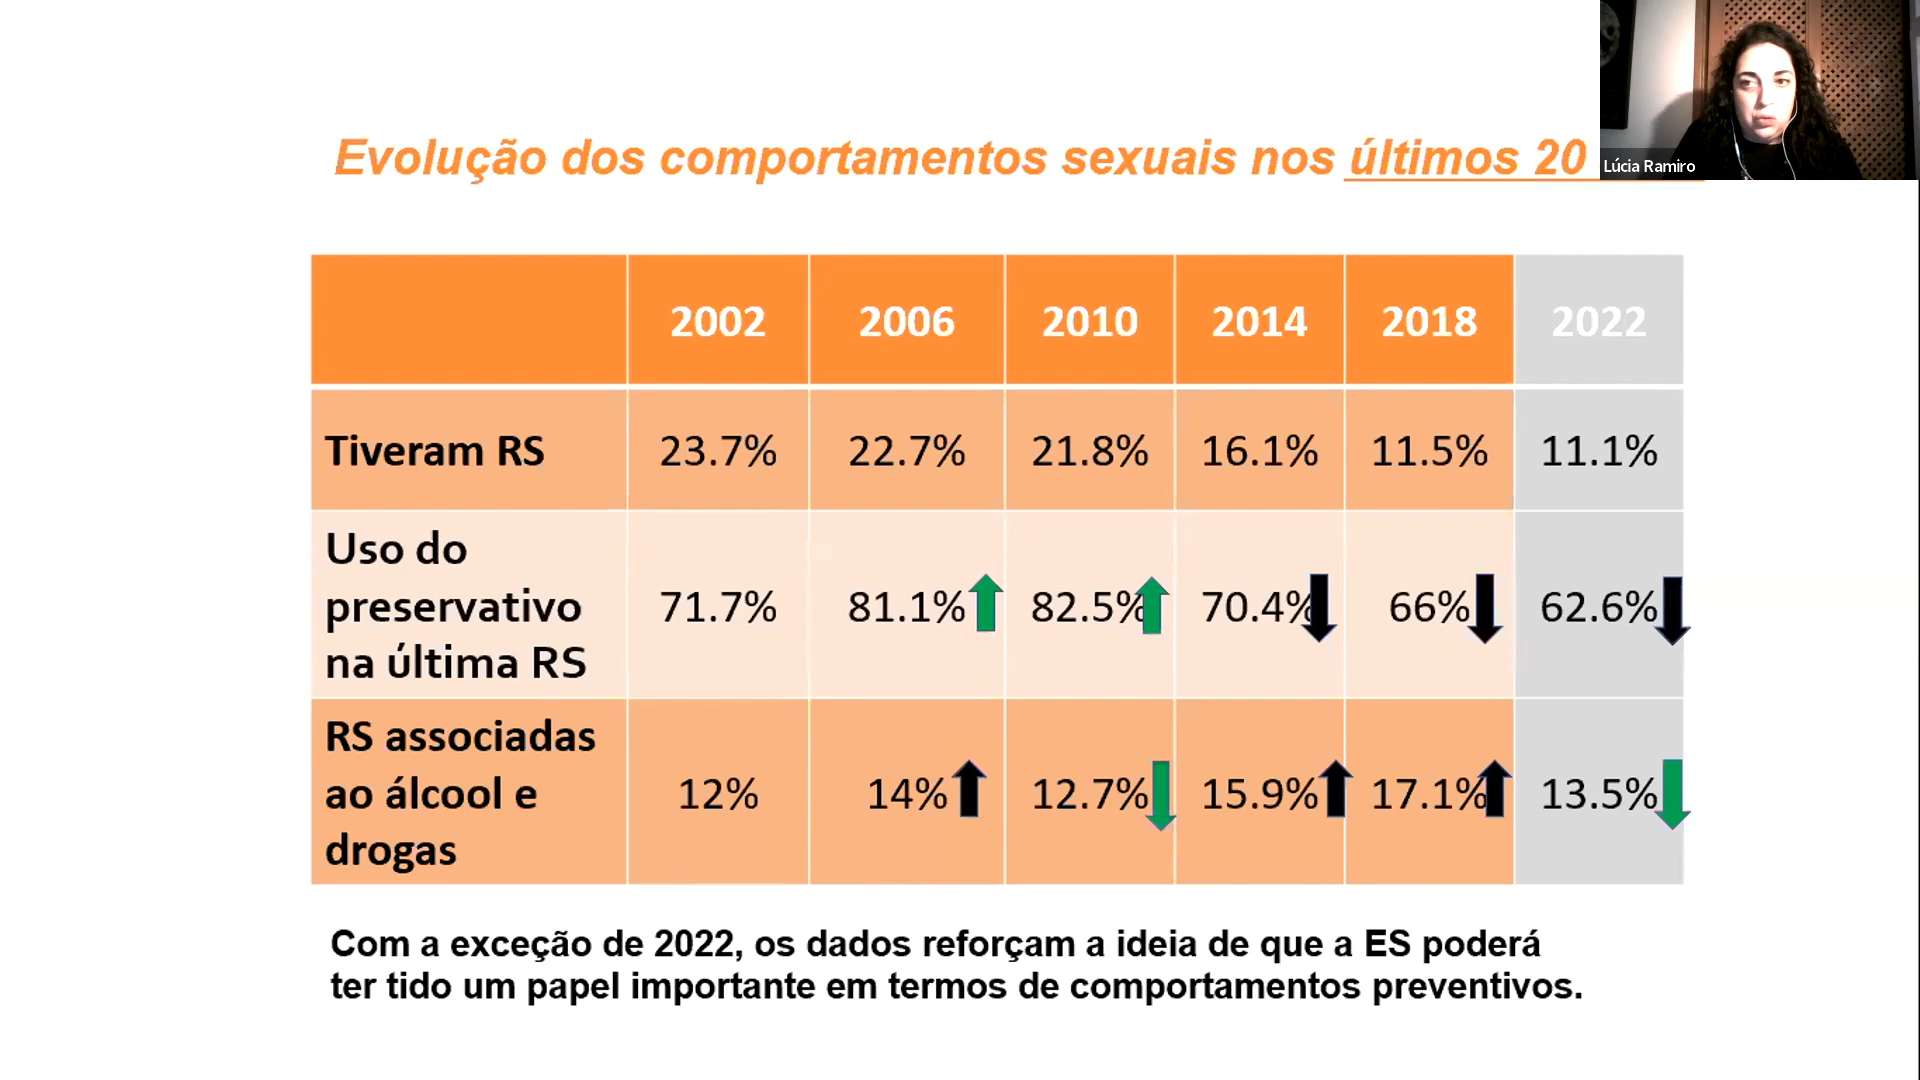 Evolução dos comportamentos sexuais nos últimos 20
Lúcia Ramiro
2002 2006 2010 2014 2018 2022
Tiveram RS 23.7% 22.7% 21.8% 16.1% 11.5% 11.1%
Uso do
preservativo 71.7% 81.1% 82.5% 70.4% 66% 62.6%
na última RS
RS associadas
ao álcool e 12% 14% 12.7% 15.9% 17.1% 13.5%
drogas
Com a exceção de 2022, os dados reforçam a ideia de que a ES poderá
ter tido um papel importante em termos de comportamentos preventivos.